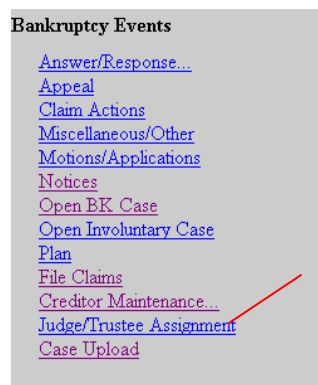 Bankruptcy Events
Answer/Response...
Appeal
Claim Actions
Miscellaneous/Other
Motions/Applications
Notices
Open BK Case
Open Involuntary Case
Plan
File Claims
Creditor Maintenance...
Judge/Trustee Assignment
Case Upload